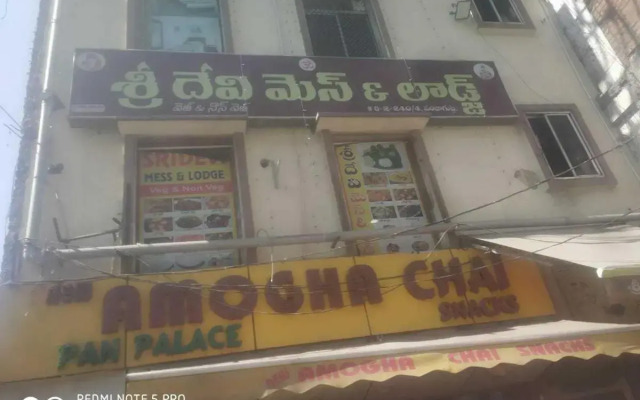 శ్రీ దేవి మెస్ & లాడ్జ్
వెజ్ & నాన్ వెజ్
SRIDEVI
MESS & LODGE
Veg & Non Veg
AMOGHA CHAI
SNACKS
PAN PALACE
AMOGHA CHAI SNACKS
REDMI NOTE 5 PRO